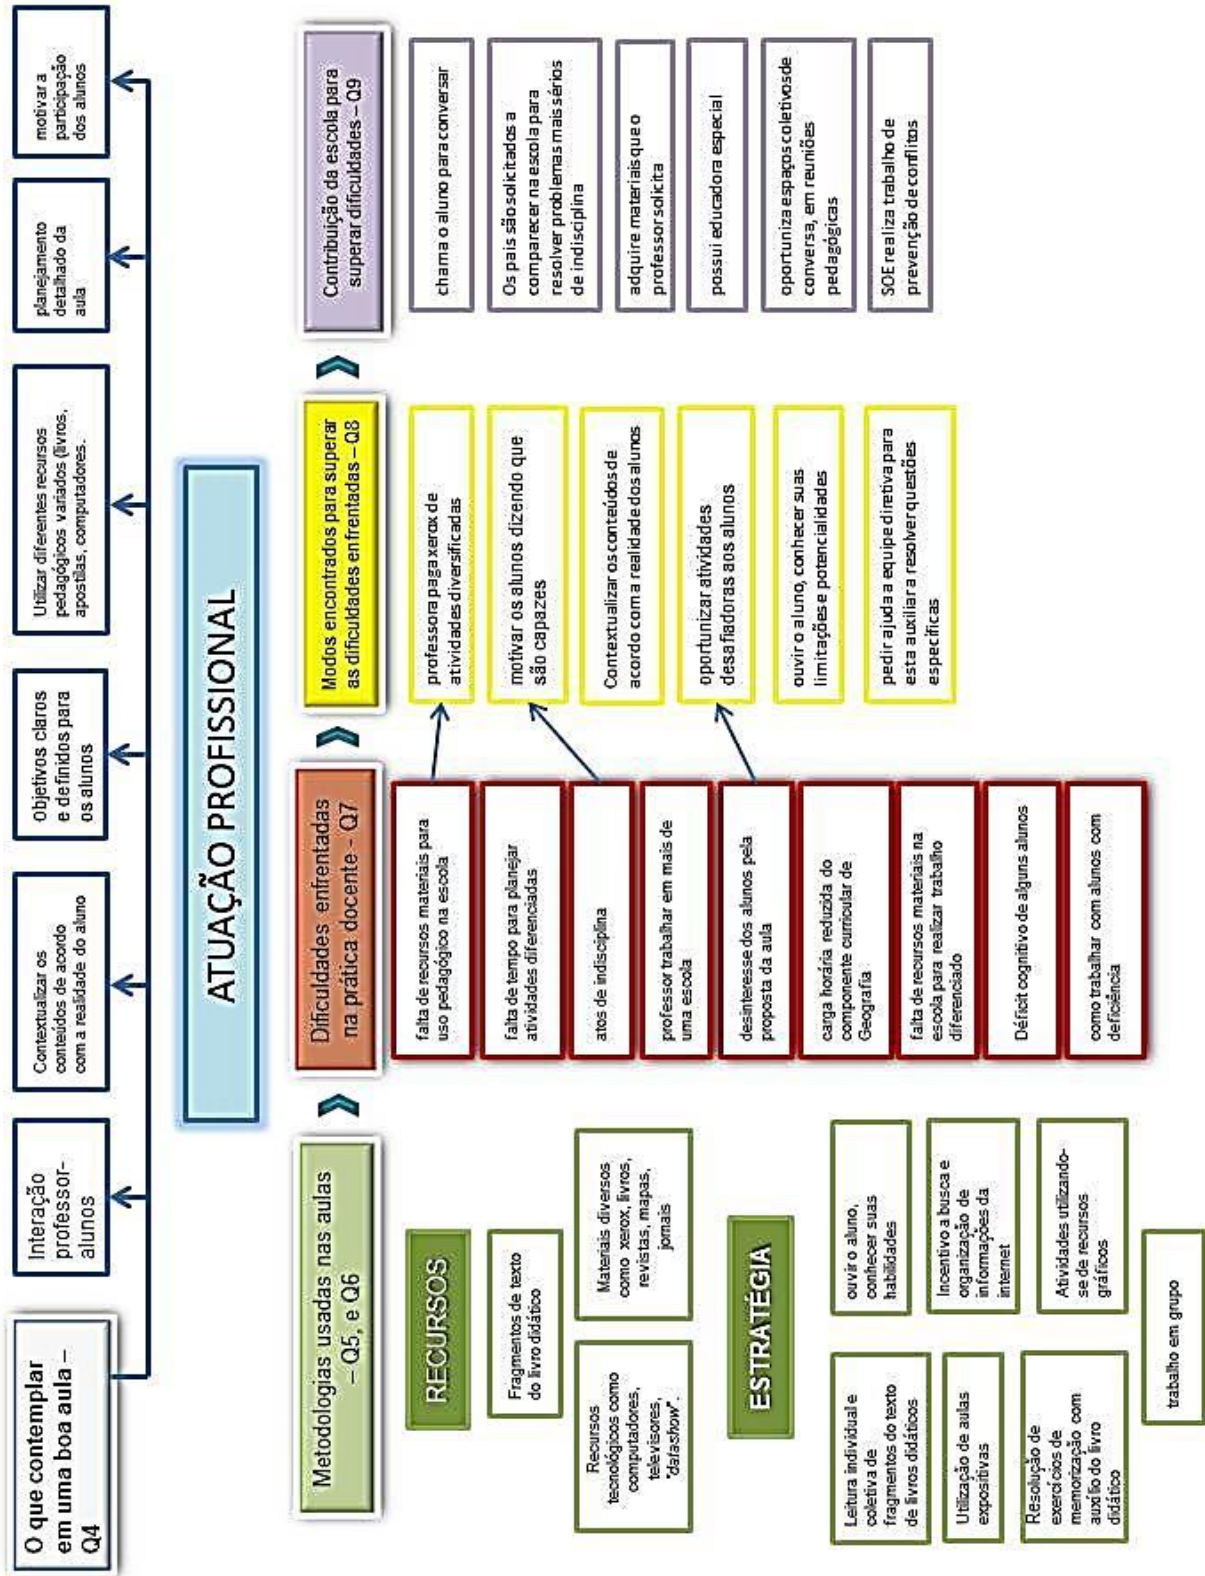 O que contemplar
em uma boa aula –
Q4
Interação
professor-
alunos
Contextualizar os
conteúdos de acordo
com a realidade do aluno
Objetivos claros
e definidos para
os alunos
Utilizar diferentes recursos
pedagógicos variados (livros,
apostilas, computadores.
planejamento
detalhado da
aula
motivar a
participação
dos alunos
ATUAÇÃO PROFISSIONAL
Metodologias usadas nas aulas
– Q5, e Q6
RECURSOS
Fragmentos de texto
do livro didático
Recursos
tecnológicos como
computadores,
televisores,
"datashow".
Materiais diversos
como xerox, livros,
revistas, mapas,
jornais
ESTRATÉGIA
Leitura individual e
coletiva de
fragmentos do texto
de livros didáticos
ouvir o aluno,
conhecer suas
habilidades
Utilização de aulas
expositivas
Incentivo a busca e
organização de
informações da
internet
Resolução de
exercícios de
memorização com
auxílio do livro
didático
Atividades utilizando-
se de recursos
gráficos
trabalho em grupo
Dificuldades enfrentadas
na prática docente - Q7
falta de recursos materiais para
uso pedagógico na escola
falta de tempo para planejar
atividades diferenciadas
atos de indisciplina
professor trabalhar em mais de
uma escola
desinteresse dos alunos pela
proposta da aula
carga horária reduzida do
componente curricular de
Geografia
falta de recursos materiais na
escola para realizar trabalho
diferenciado
Déficit cognitivo de alguns alunos
como trabalhar com alunos com
deficiência
Modos encontrados para superar
as dificuldades enfrentadas – Q8
professora paga xerox de
atividades diversificadas
motivar os alunos dizendo que
são capazes
Contextualizar os conteúdos de
acordo com a realidade dos alunos
oportunizar atividades
desafiadoras aos alunos
ouvir o aluno, conhecer suas
limitações e potencialidades
pedir ajuda a equipe diretiva para
esta auxiliar a resolver questões
específicas
Contribuição da escola para
superar dificuldades – Q9
chama o aluno para conversar
Os pais são solicitados a
comparecer na escola para
resolver problemas mais sérios
de indisciplina
adquire materiais que o
professor solicita
possui educadora especial
oportuniza espaços coletivos de
conversa, em reuniões
pedagógicas
SOE realiza trabalho de
prevenção de conflitos